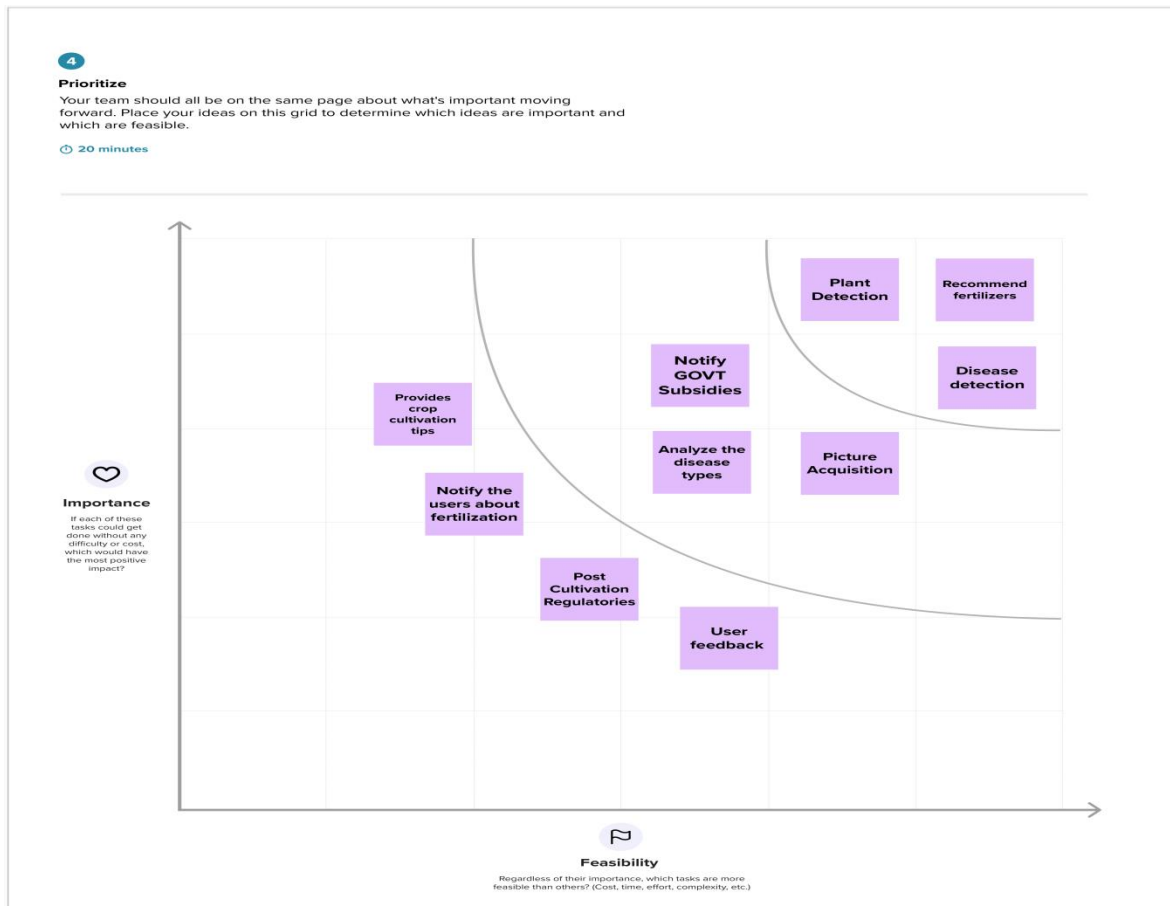 4
Prioritize
Your team should all be on the same page about what's important moving
forward. Place your ideas on this grid to determine which ideas are important and
which are feasible.
20 minutes
Plant
Detection
Recommend
fertilizers
Notify
GOVT
Subsidies
Disease
detection
Provides
crop
cultivation
tips
Analyze the
disease
types
Picture
Acquisition
Notify the
users about
fertilization
Importance
If each of these
tasks could get
done without any
difficulty or cost,
which would have
the most positive
impact?
Post
Cultivation
Regulatories
User
feedback
Feasibility
Regardless of their importance, which tasks are more
feasible than others? (Cost, time, effort, complexity, etc.)